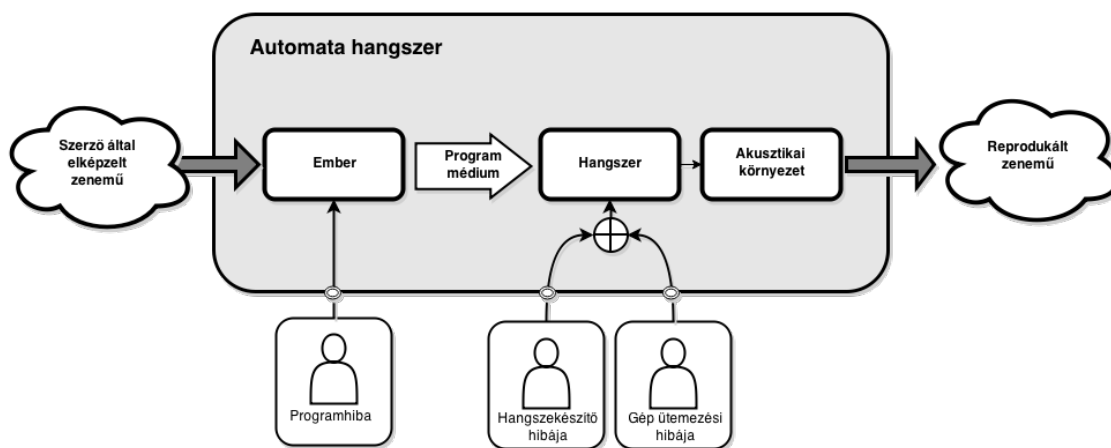 Automata hangszer
Szerző által
elképzelt
zenemű
Ember
Program
médium
Hangszer
Akusztikai
környezet
Reprodukált
zenemű
Programhiba
Hangszekészítő
hibája
Gép ütemezési
hibája